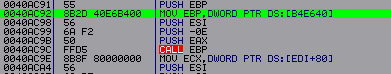 0040AC91 55 PUSH EBP
0040AC92 8B2D 40E6B400 MOV EBP,DWORD PTR DS:[B4E640]
0040AC98 56 PUSH ESI
0040AC99 6A F2 PUSH -0E
0040AC9B 50 PUSH EAX
0040AC9C FFD5 CALL EBP
0040AC9E 8B8F 80000000 MOV ECX,DWORD PTR DS:[EDI+80]
0040ACA4 56 PUSH ESI